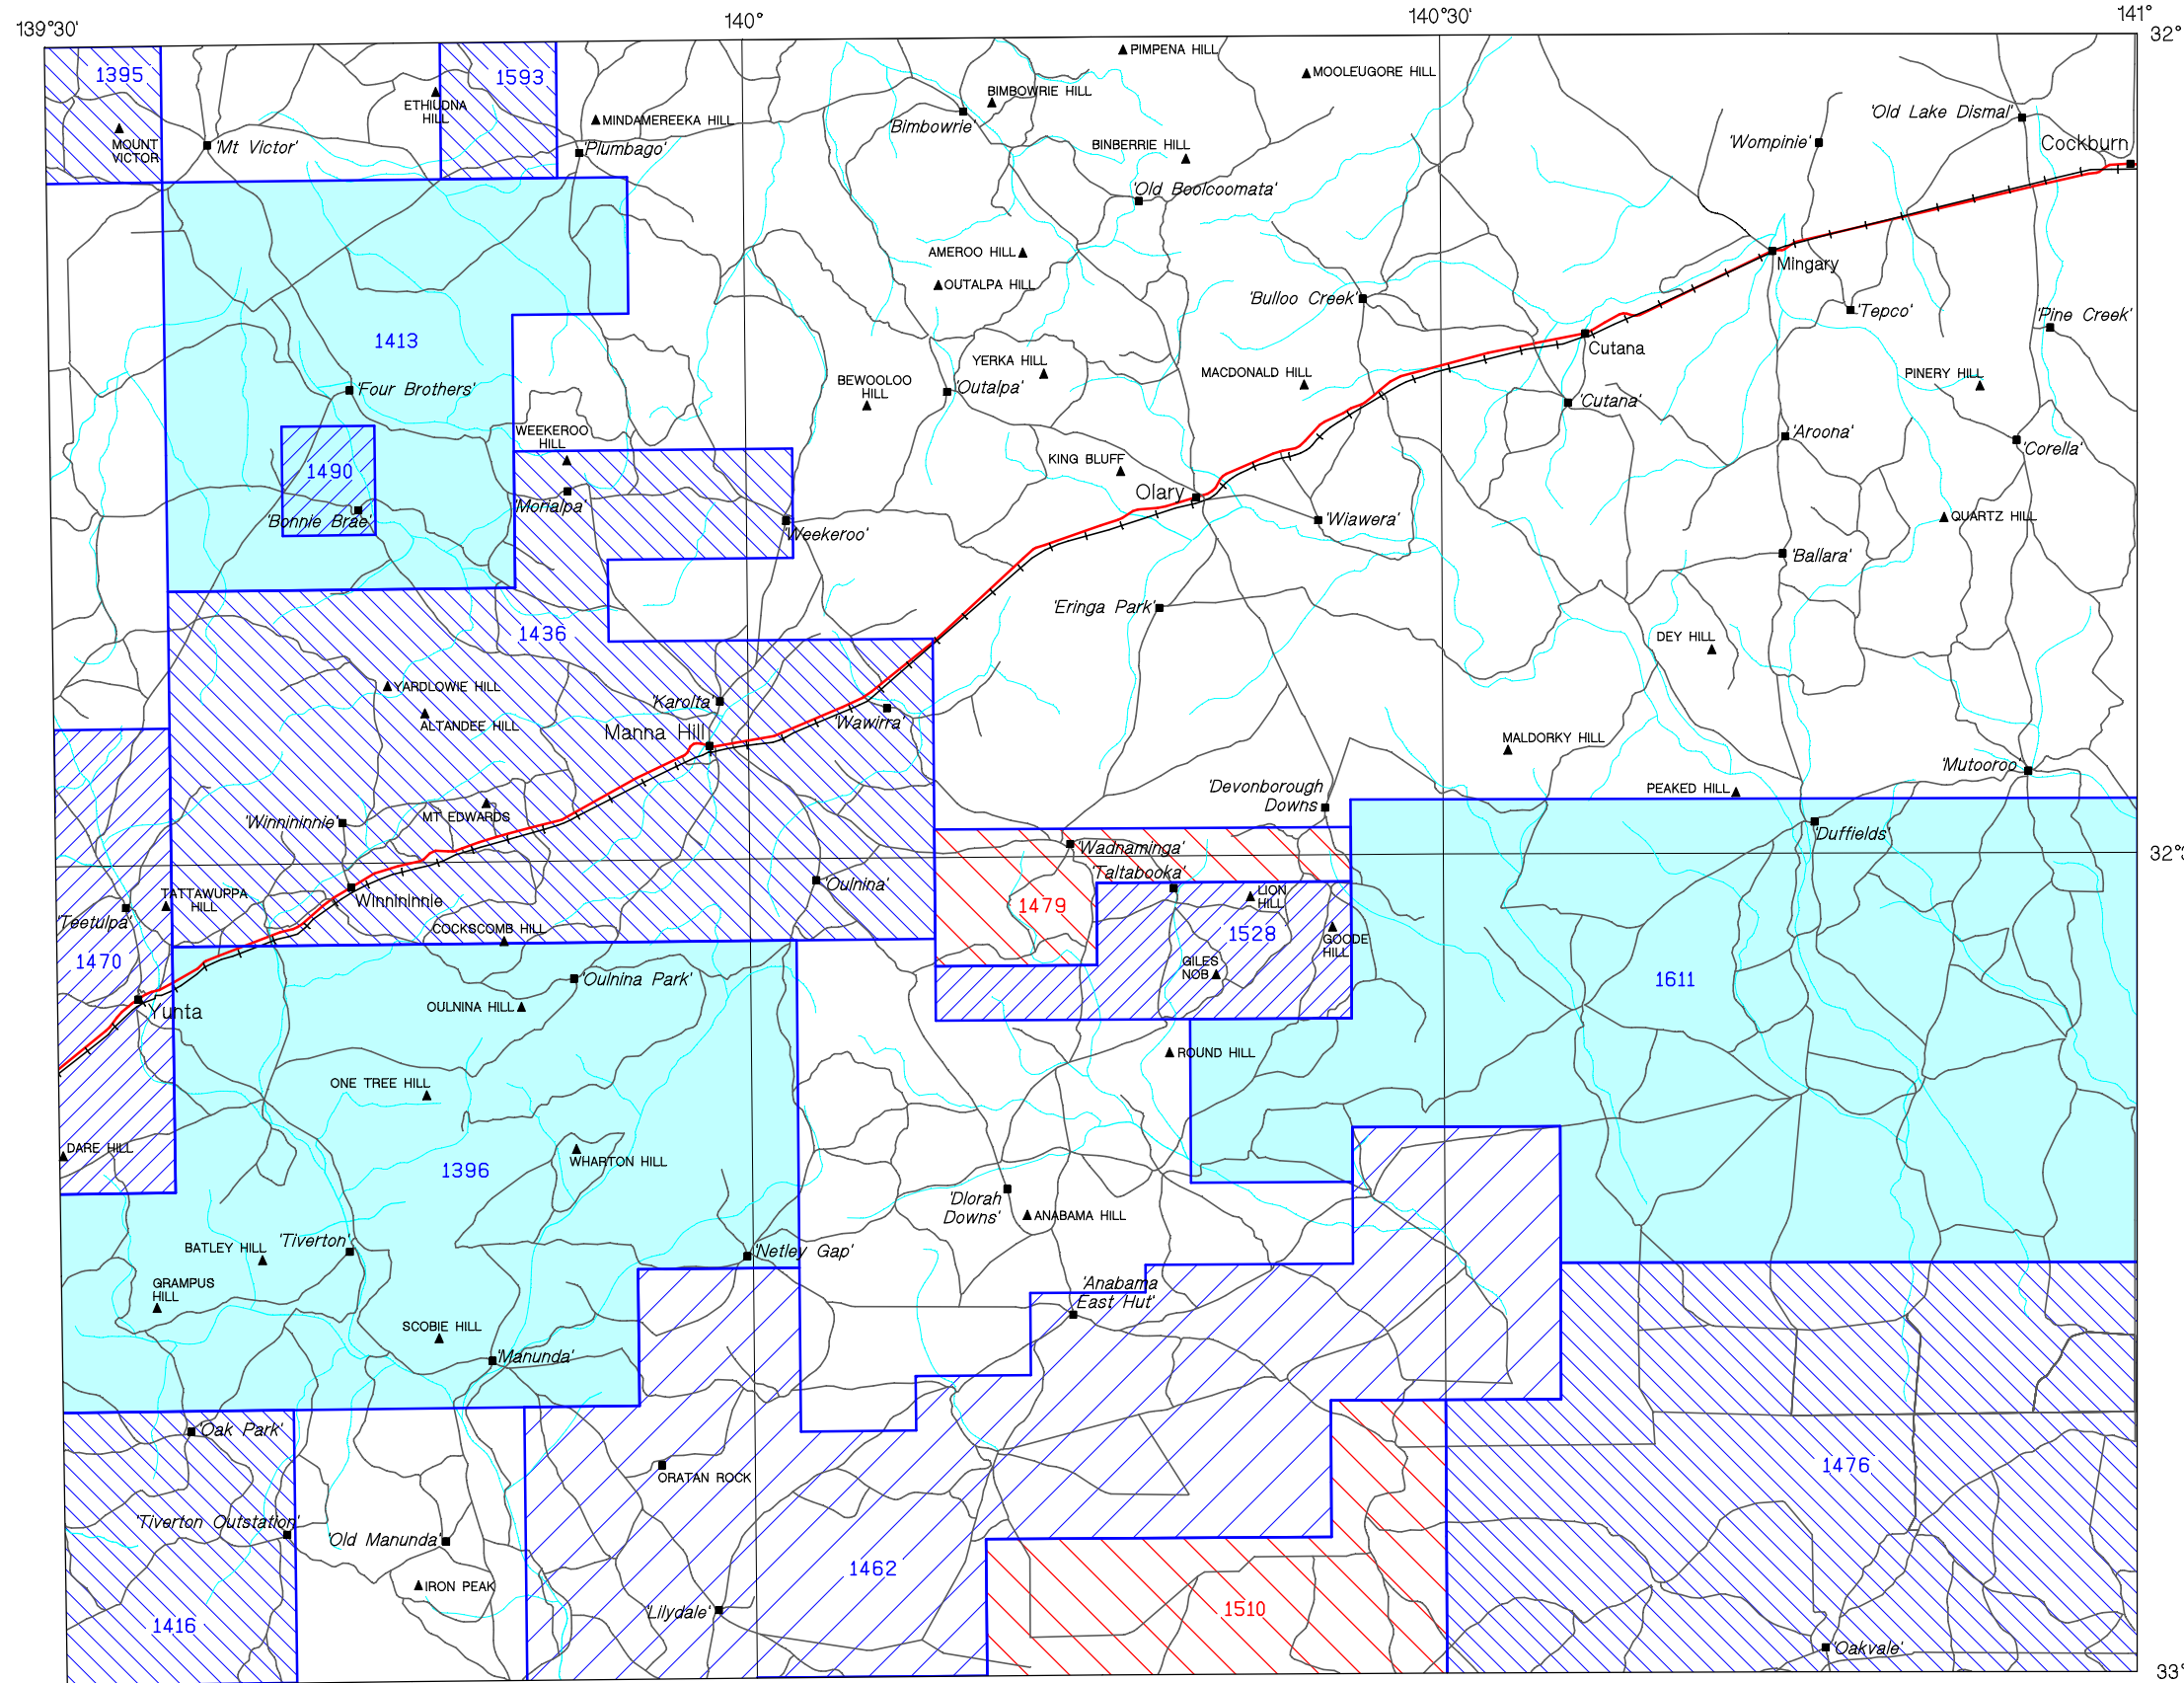 139°30'
140°
140°30'
141°
32°
1395
1593
ETHIUDNA
HILL
MOUNT
VICTOR
'Mt Victor'
MINDAMEREEKA HILL
'Plumbago'
PIMPENA HILL
MOOLEUGORE HILL
BIMBOWRIE HILL
'Bimbowrie'
BINBERRIE HILL
'Old Boolcoomata'
'Old Lake Dismal'
'Wompinie'
Cockburn
AMEROO HILL
OUTALPA HILL
Mingary
'Bulloo Creek'
'Tepco'
'Pine Creek'
1413
Cutana
YERKA HILL
MACDONALD HILL
BEWOOLOO
HILL
'Outalpa'
PINERY HILL
'Four Brothers'
'Cutana'
WEEKEROO
HILL
'Aroona'
'Corella'
1490
KING BLUFF
Olary
'Morialpa'
'Bonnie Brae'
'Weekeroo'
'Wiawera'
QUARTZ HILL
'Ballara'
'Eringa Park'
1436
DEY HILL
YARDLOWIE HILL
ALTANDEE HILL
'Karolta'
'Wawirra'
Manna Hill
MALDORKY HILL
'Mutooroo'
'Devonborough
Downs'
PEAKED HILL
'Winnininnie'
MT EDWARDS
'Duffields'
'Wadnaminga'
32°
'Taltabooka'
'Oulnina'
TATTAWURPA
HILL
Winnininnie
LION
HILL
'Teetulpa'
1479
COCKSCOMB HILL
1528
GOODE
HILL
1470
GILES
NOB
'Oulnina Park'
1611
OULNINA HILL
Yunta
ROUND HILL
ONE TREE HILL
DARE HILL
WHARTON HILL
1396
'Dlorah
Downs'
ANABAMA HILL
BATLEY HILL
'Tiverton'
'Netley Gap'
GRAMPUS
HILL
'Anabama
East Hut'
SCOBIE HILL
'Manunda'
'Oak Park'
1476
ORATAN ROCK
'Tiverton Outstation'
'Old Manunda'
1462
IRON PEAK
'Lilydale'
1510
1416
'Oakvale'
33°